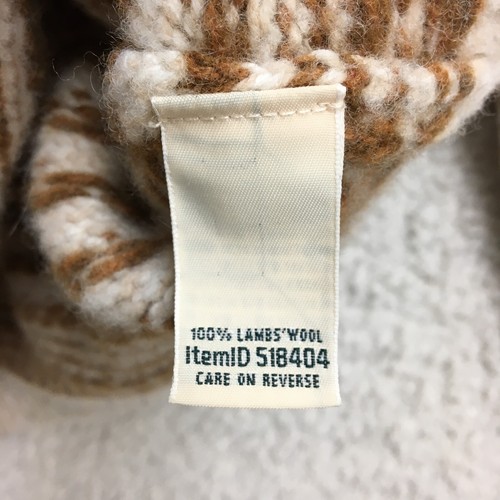 100% LAMBS'WOOL
ItemID 518404
CARE ON REVERSE